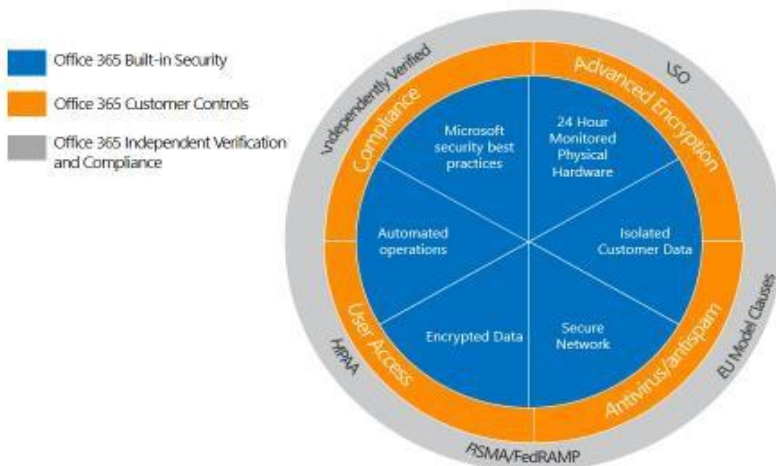 Office 365 Built-in Security
Office 365 Customer Controls
Office 365 Independent Verification
and Compliance
Independently Verified
ISO
Compliance
Advanced Encryption
Microsoft
security best
practices
24 Hour
Monitored
Physical
Hardware
Automated
operations
Isolated
Customer Data
Encrypted Data
Secure
Network
User Access
Antivirus/antispam
HIPAA
EU Model Clauses
FISMA/FedRAMP